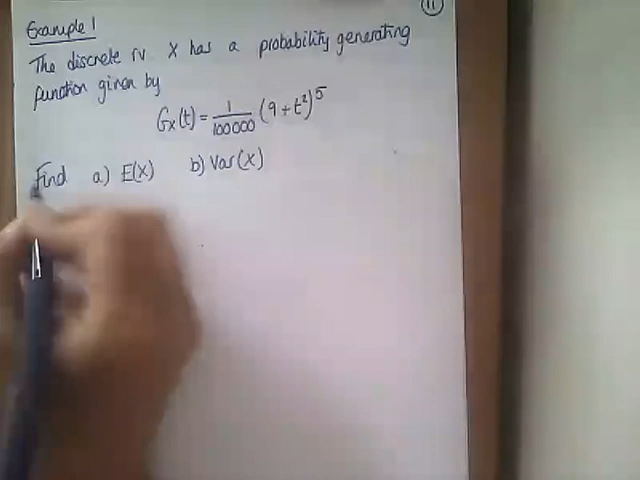 11
Example 1
The discrete rv X has a probability generating
function given by
Gx(t) = 1/100000 (9 + t²)⁵
Find a) E(X) b) Var(X)